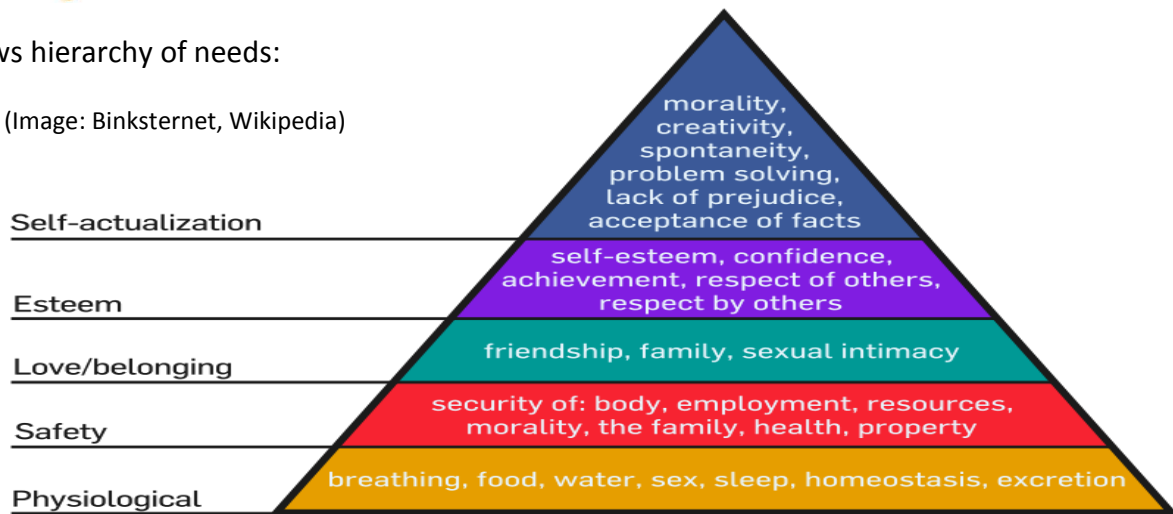 ws hierarchy of needs:
(Image: Binksternet, Wikipedia)
morality,
creativity,
spontaneity,
problem solving,
lack of prejudice,
acceptance of facts
Self-actualization
self-esteem, confidence,
achievement, respect of others,
respect by others
Esteem
friendship, family, sexual intimacy
Love/belonging
security of: body, employment, resources,
morality, the family, health, property
Safety
breathing, food, water, sex, sleep, homeostasis, excretion
Physiological